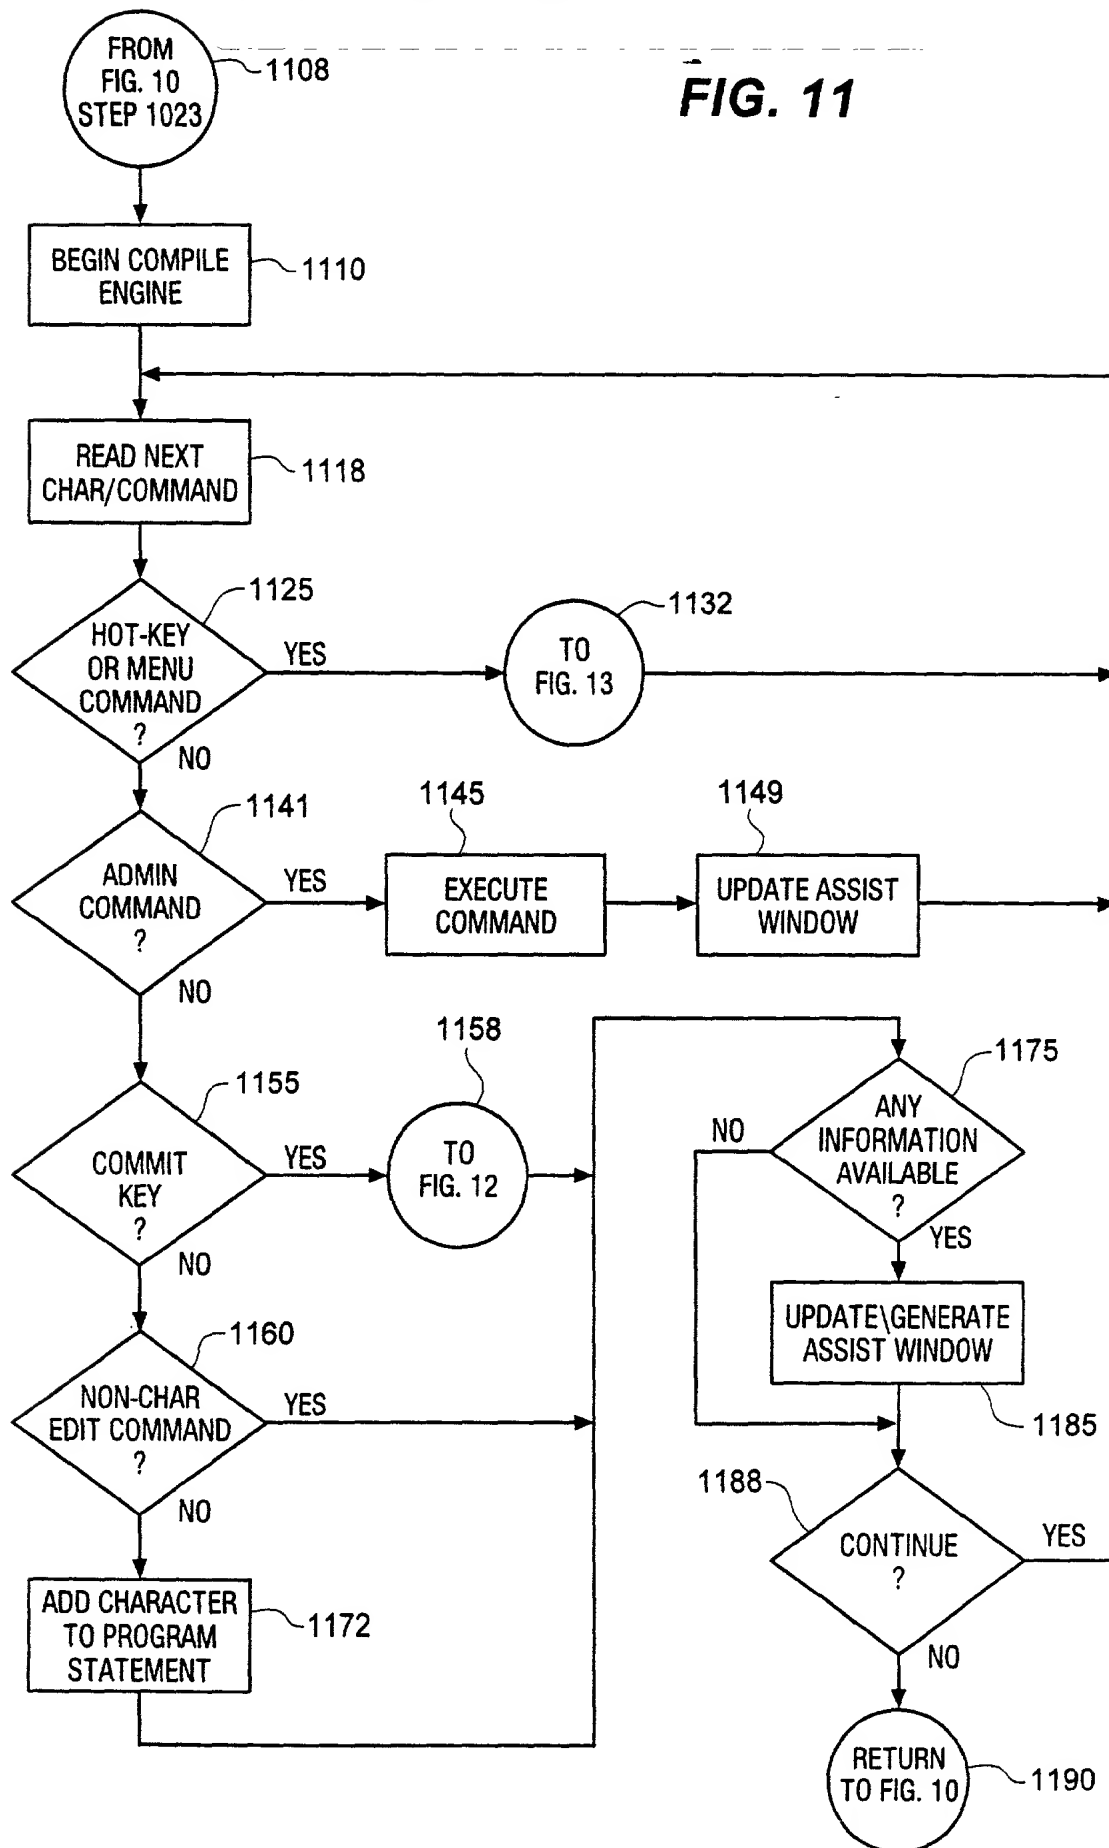 FROM
FIG. 10
STEP 1023
1108
FIG. 11
BEGIN COMPILE
ENGINE
1110
READ NEXT
CHAR/COMMAND
1118
1125
HOT-KEY
OR MENU
COMMAND
?
YES
NO
1132
TO
FIG. 13
1141
ADMIN
COMMAND
?
YES
NO
1145
EXECUTE
COMMAND
1149
UPDATE ASSIST
WINDOW
1155
COMMIT
KEY
?
YES
NO
1158
TO
FIG. 12
1160
NON-CHAR
EDIT COMMAND
?
YES
NO
ADD CHARACTER
TO PROGRAM
STATEMENT
1172
1175
ANY
INFORMATION
AVAILABLE
?
NO
YES
UPDATE\GENERATE
ASSIST WINDOW
1185
1188
CONTINUE
?
YES
NO
RETURN
TO FIG. 10
1190